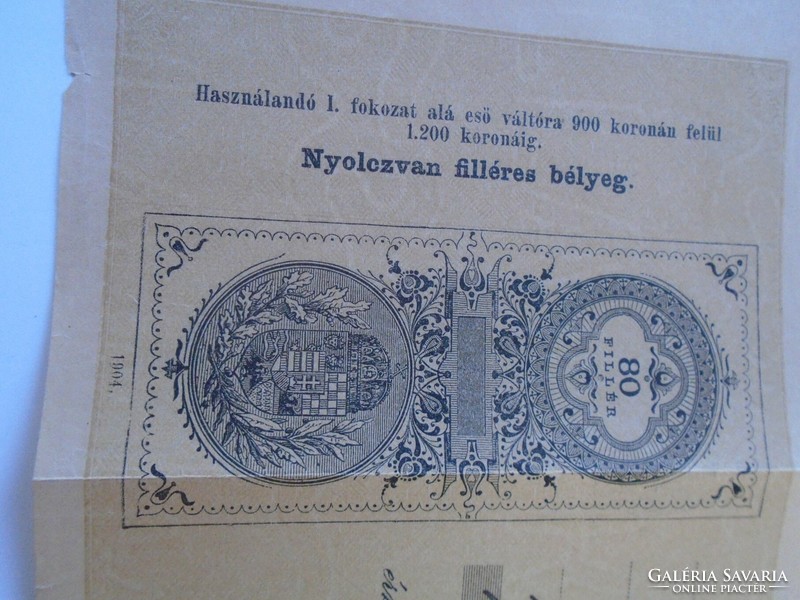 Használandó I. fokozat alá eső váltóra 900 koronán felül
1.200 koronáig.
Nyolczvan filléres bélyeg.
80
FILLÉR
1904.
GALÉRIA SAVARIA
ONLINE PIACTÉR